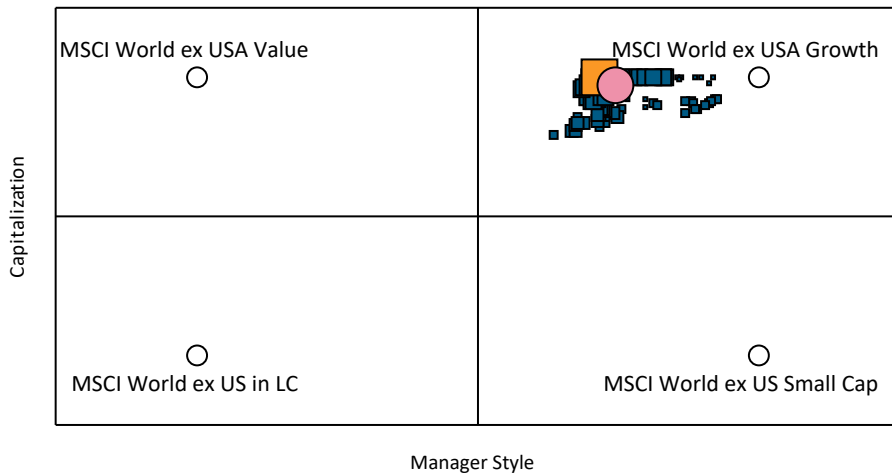 MSCI World ex USA Value
MSCI World ex USA Growth
Capitalization
MSCI World ex US in LC
MSCI World ex US Small Cap
Manager Style